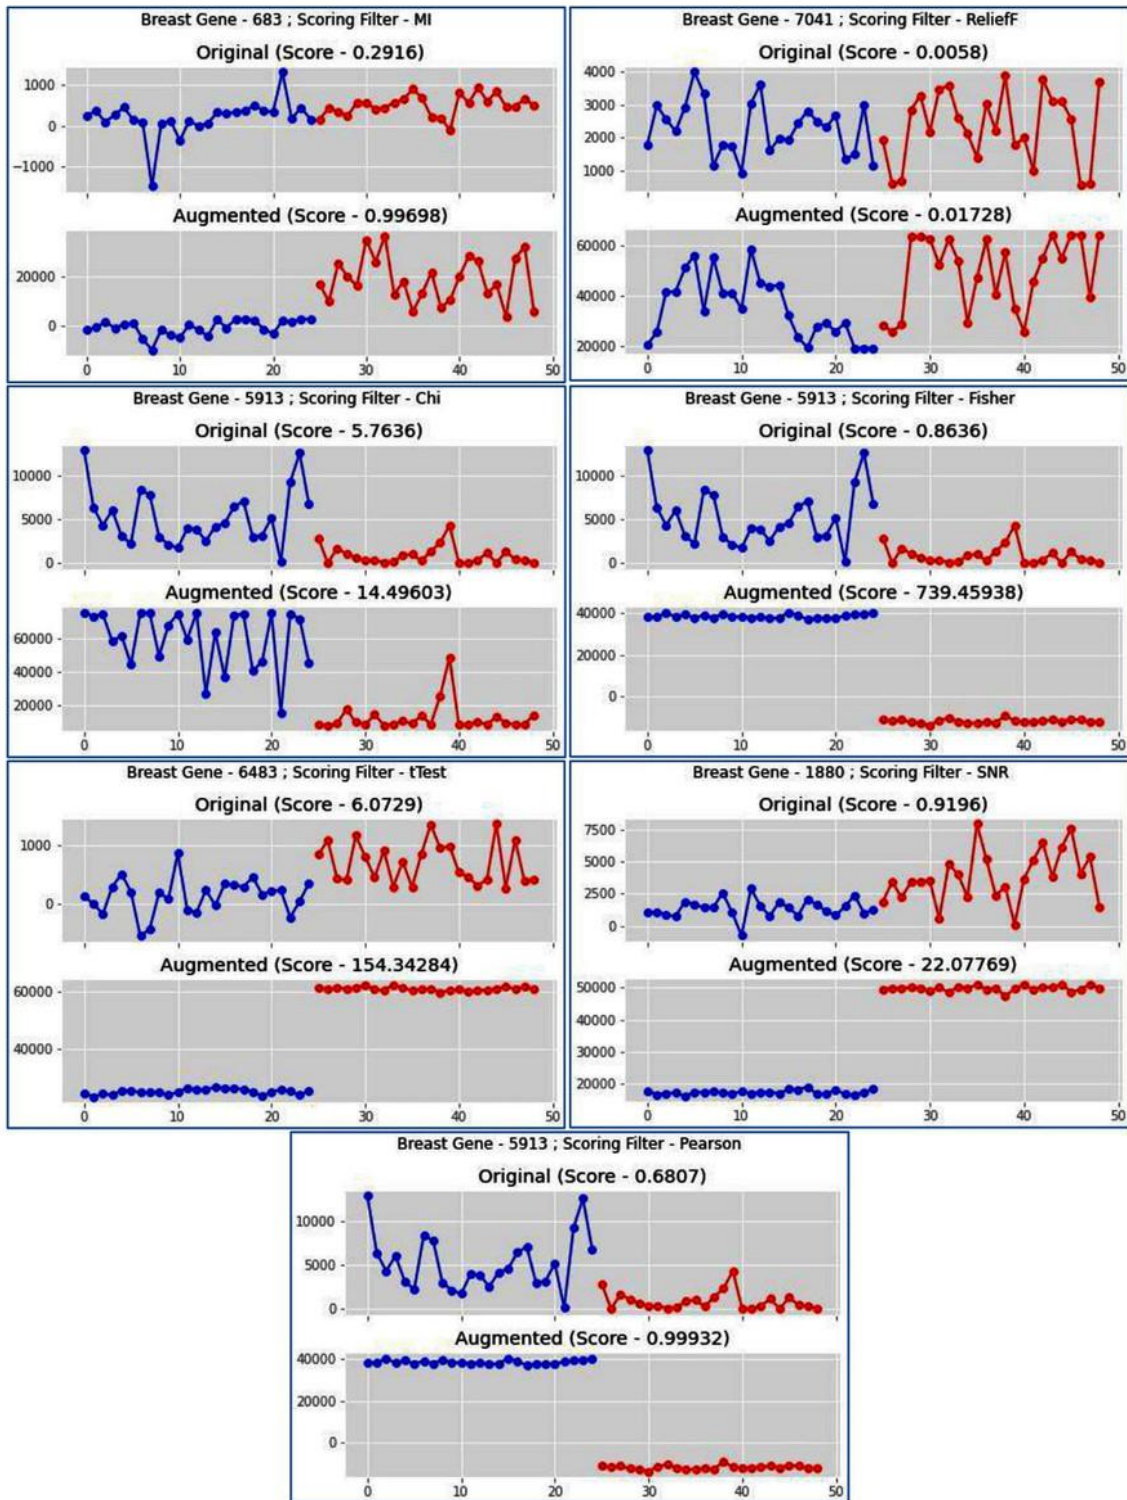 Breast Gene - 683 ; Scoring Filter - MI
Original (Score - 0.2916)
1000
0
−1000
Augmented (Score - 0.99698)
20000
0
0 10 20 30 40 50
Breast Gene - 7041 ; Scoring Filter - ReliefF
Original (Score - 0.0058)
4000
3000
2000
1000
Augmented (Score - 0.01728)
60000
40000
20000
0 10 20 30 40 50
Breast Gene - 5913 ; Scoring Filter - Chi
Original (Score - 5.7636)
10000
5000
0
Augmented (Score - 14.49603)
60000
40000
20000
0 10 20 30 40 50
Breast Gene - 5913 ; Scoring Filter - Fisher
Original (Score - 0.8636)
10000
5000
0
Augmented (Score - 739.45938)
40000
20000
0
0 10 20 30 40 50
Breast Gene - 6483 ; Scoring Filter - tTest
Original (Score - 6.0729)
1000
0
Augmented (Score - 154.34284)
60000
40000
0 10 20 30 40 50
Breast Gene - 1880 ; Scoring Filter - SNR
Original (Score - 0.9196)
7500
5000
2500
0
Augmented (Score - 22.07769)
50000
40000
30000
20000
0 10 20 30 40 50
Breast Gene - 5913 ; Scoring Filter - Pearson
Original (Score - 0.6807)
10000
5000
0
Augmented (Score - 0.99932)
40000
20000
0
0 10 20 30 40 50